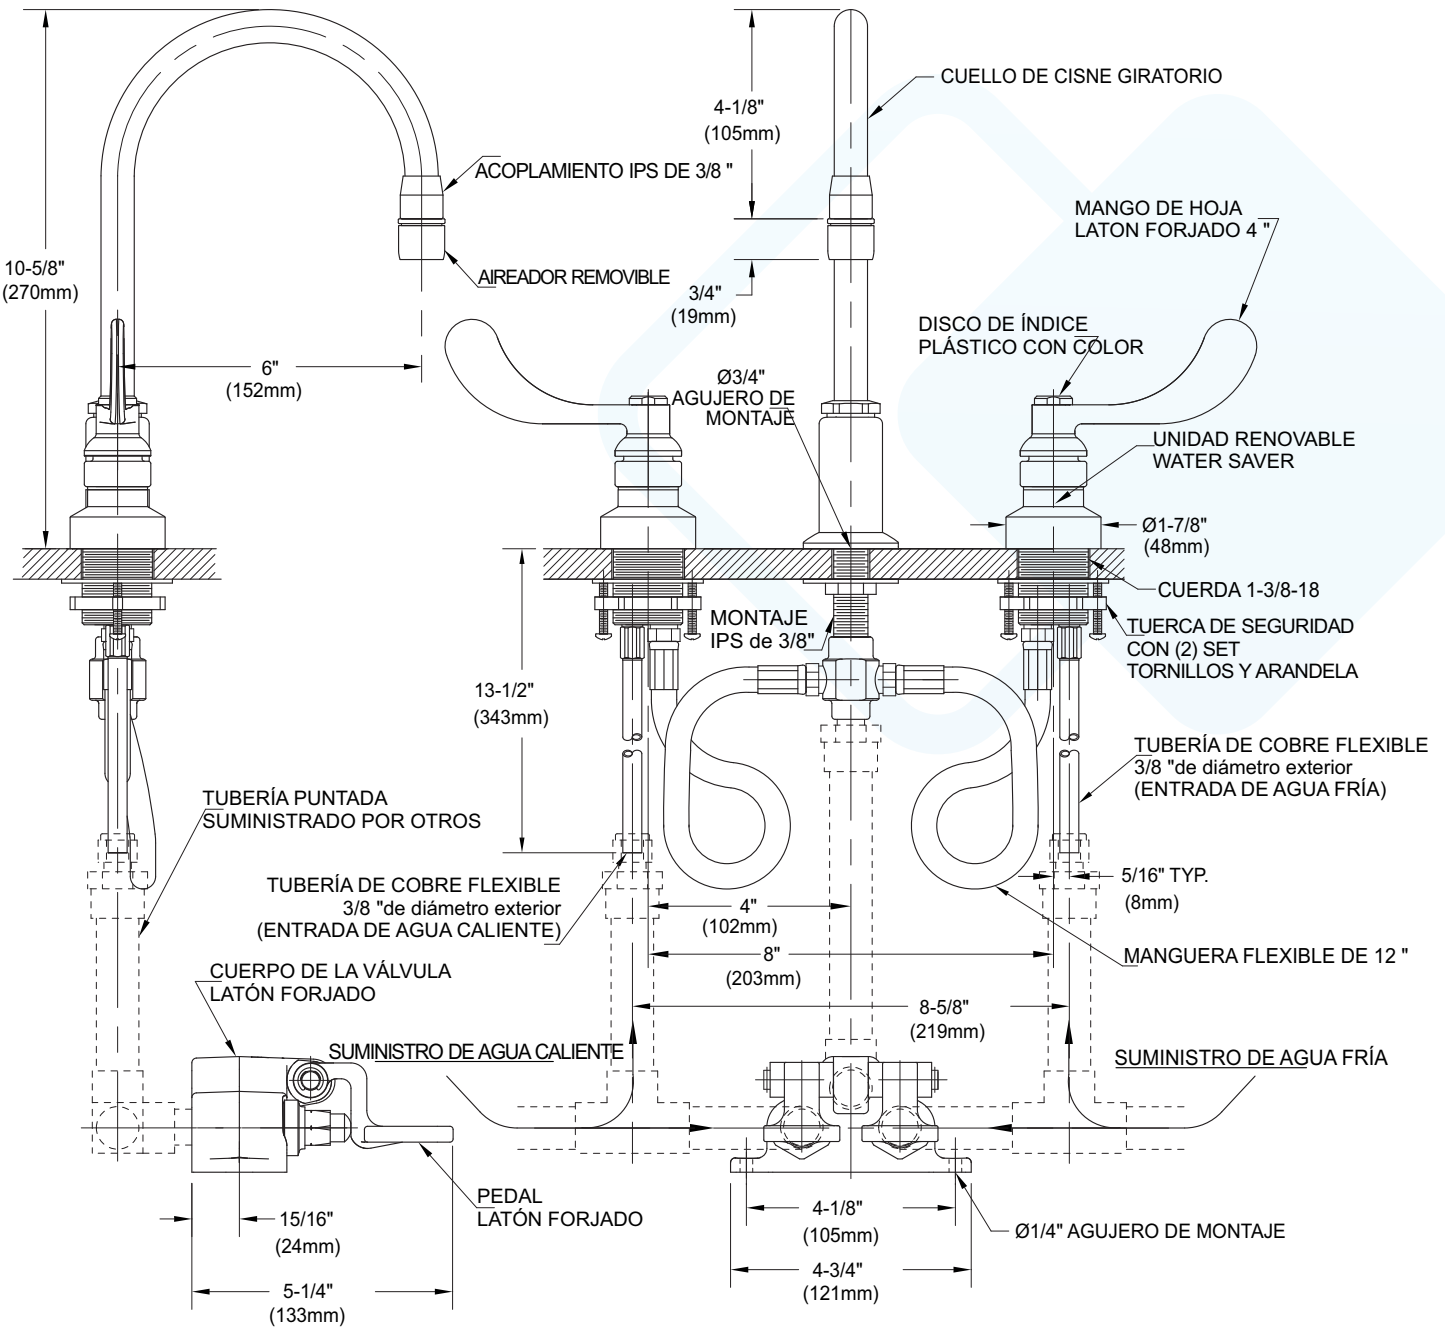 CUELLO DE CISNE GIRATORIO
4-1/8"
(105mm)
ACOPLAMIENTO IPS DE 3/8 "
MANGO DE HOJA
LATON FORJADO 4 "
10-5/8"
(270mm)
AIREADOR REMOVIBLE
3/4"
(19mm)
DISCO DE ÍNDICE
PLÁSTICO CON COLOR
6"
(152mm)
Ø3/4"
AGUJERO DE
MONTAJE
UNIDAD RENOVABLE
WATER SAVER
Ø1-7/8"
(48mm)
CUERDA 1-3/8-18
MONTAJE
IPS de 3/8"
TUERCA DE SEGURIDAD
CON (2) SET
TORNILLOS Y ARANDELA
13-1/2"
(343mm)
TUBERÍA DE COBRE FLEXIBLE
3/8 "de diámetro exterior
(ENTRADA DE AGUA FRÍA)
TUBERÍA PUNTADA
SUMINISTRADO POR OTROS
TUBERÍA DE COBRE FLEXIBLE
3/8 "de diámetro exterior
(ENTRADA DE AGUA CALIENTE)
5/16" TYP.
(8mm)
4"
(102mm)
8"
(203mm)
MANGUERA FLEXIBLE DE 12 "
CUERPO DE LA VÁLVULA
LATÓN FORJADO
8-5/8"
(219mm)
SUMINISTRO DE AGUA CALIENTE
SUMINISTRO DE AGUA FRÍA
PEDAL
LATÓN FORJADO
15/16"
(24mm)
4-1/8"
(105mm)
Ø1/4" AGUJERO DE MONTAJE
5-1/4"
(133mm)
4-3/4"
(121mm)